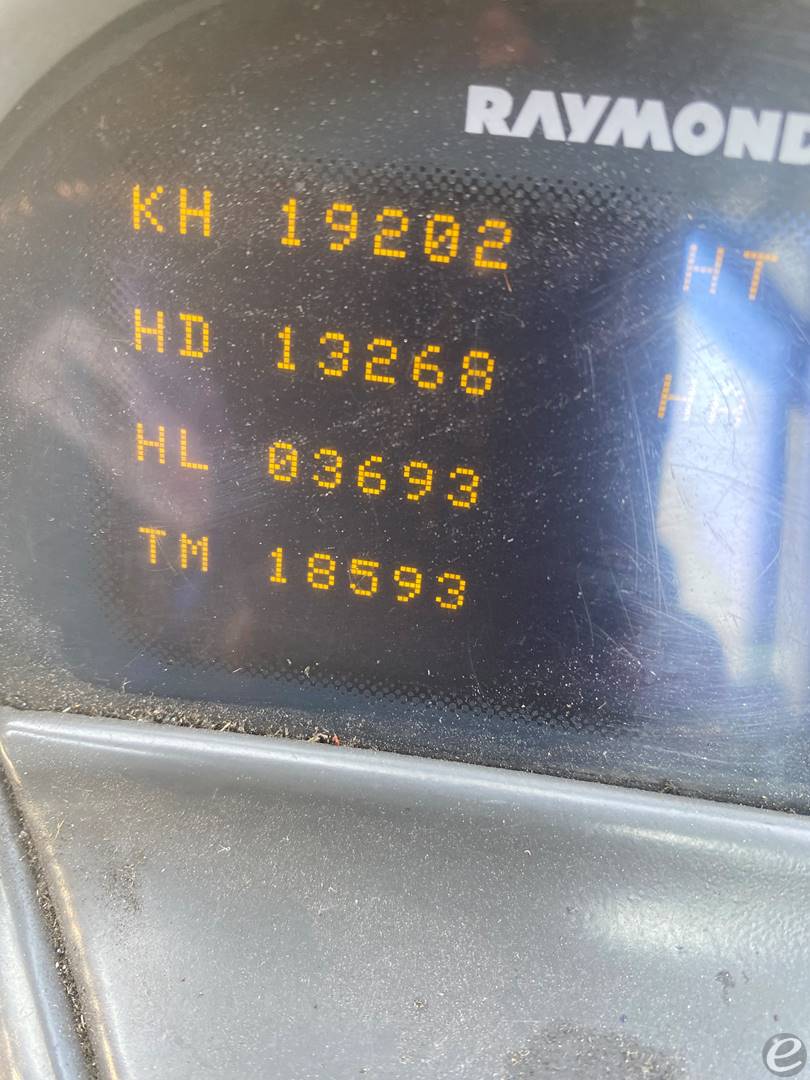 RAYMOND
KH 19202 HT
HD 13268
HL 03693
TM 18593
e